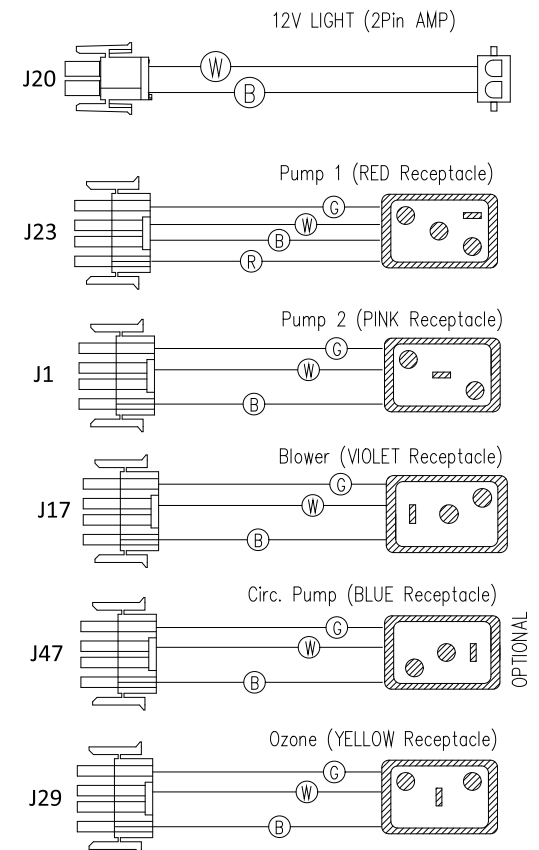 12V LIGHT (2Pin AMP)
J20
W
B
Pump 1 (RED Receptacle)
J23
G
W
B
R
Pump 2 (PINK Receptacle)
J1
G
W
B
Blower (VIOLET Receptacle)
J17
G
W
B
Circ. Pump (BLUE Receptacle)
J47
G
W
B
OPTIONAL
Ozone (YELLOW Receptacle)
J29
G
W
B